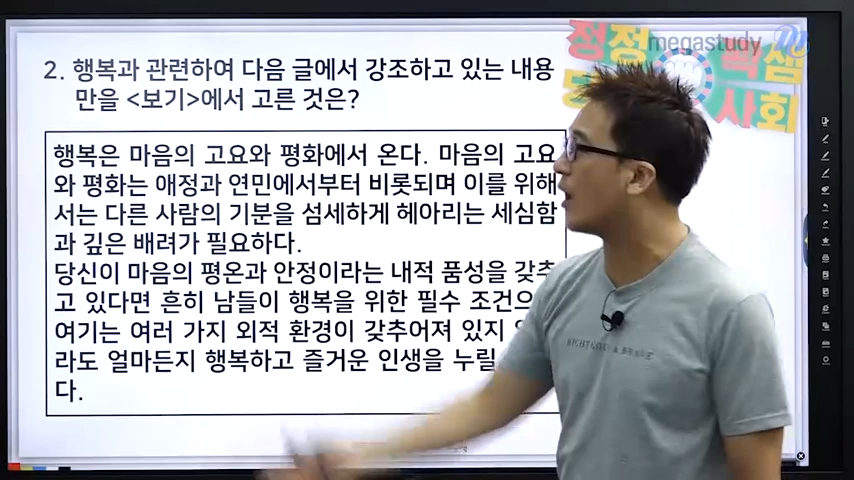 megastudy
정정
사회
2. 행복과 관련하여 다음 글에서 강조하고 있는 내용
만을 <보기>에서 고른 것은?
행복은 마음의 고요와 평화에서 온다. 마음의 고요
와 평화는 애정과 연민에서부터 비롯되며 이를 위해
서는 다른 사람의 기분을 섬세하게 헤아리는 세심함
과 깊은 배려가 필요하다.
당신이 마음의 평온과 안정이라는 내적 품성을 갖추
고 있다면 흔히 남들이 행복을 위한 필수 조건으
여기는 여러 가지 외적 환경이 갖추어져 있지
라도 얼마든지 행복하고 즐거운 인생을 누릴
다.